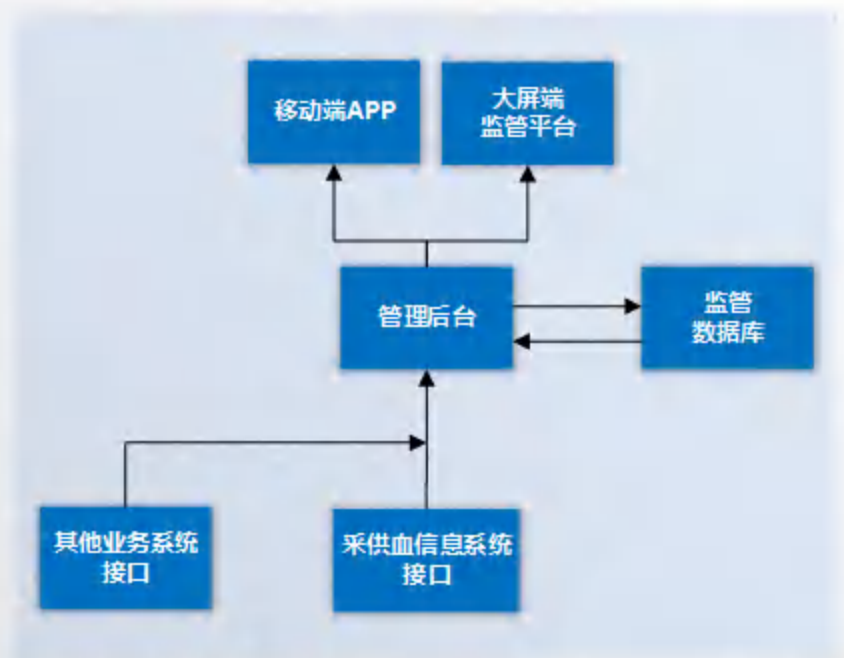 移动端APP
大屏端
监管平台
管理后台
监管
数据库
其他业务系统
接口
采供血信息系统
接口